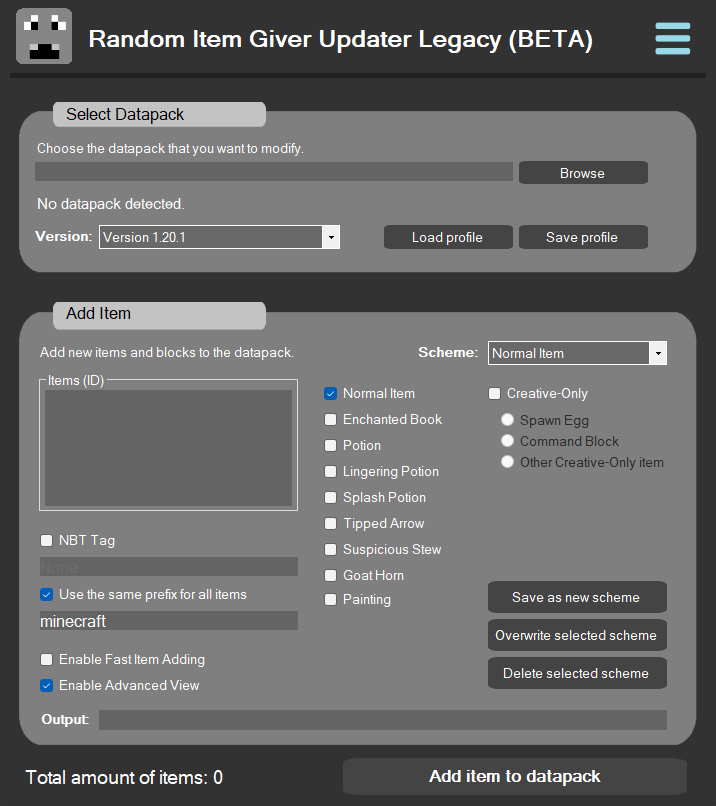 Random Item Giver Updater Legacy (BETA)
Select Datapack
Choose the datapack that you want to modify.
Browse
No datapack detected.
Version: Version 1.20.1 Load profile Save profile
Add Item
Add new items and blocks to the datapack. Scheme: Normal Item
Items (ID)
Normal Item Creative-Only
Enchanted Book Spawn Egg
Potion Command Block
Lingering Potion Other Creative-Only item
Splash Potion
Tipped Arrow
NBT Tag Suspicious Stew
None Goat Horn
Use the same prefix for all items Painting Save as new scheme
minecraft
Overwrite selected scheme
Enable Fast Item Adding
Delete selected scheme
Enable Advanced View
Output:
Total amount of items: 0 Add item to datapack